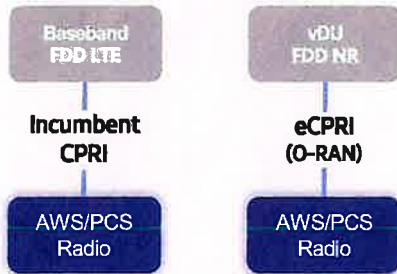 Baseband
FDD LTE
Incumbent
CPRI
AWS/PCS
Radio
vDU
FDD NR
eCPRI
(O-RAN)
AWS/PCS
Radio